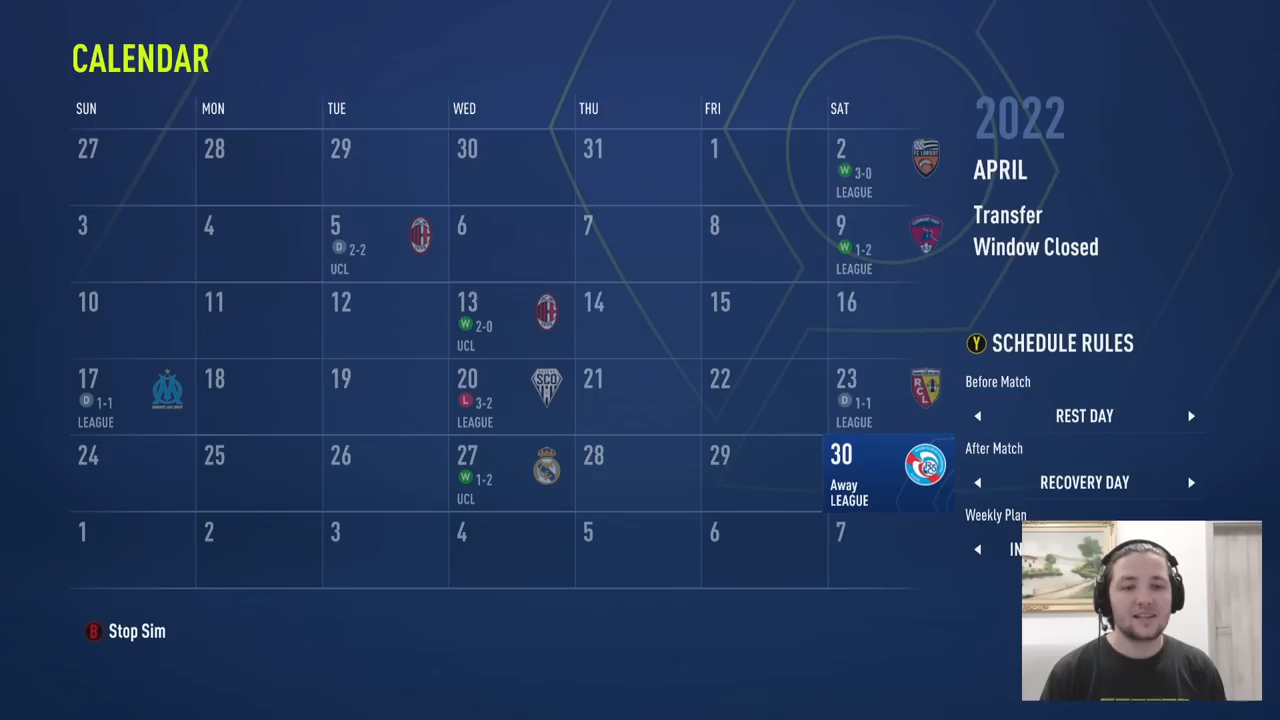 CALENDAR
SUN MON TUE WED THU FRI SAT
27 28 29 30 31 1 2
W 3-0
LEAGUE
3 4 5 6 7 8 9
D 2-2 W 1-2
UCL LEAGUE
10 11 12 13 14 15 16
W 2-0
UCL
17 18 19 20 21 22 23
D 1-1 L 3-2 D 1-1
LEAGUE LEAGUE LEAGUE
24 25 26 27 28 29 30
W 1-2 Away
UCL LEAGUE
1 2 3 4 5 6 7
B Stop Sim
2022
APRIL
Transfer
Window Closed
Y SCHEDULE RULES
Before Match
REST DAY
After Match
RECOVERY DAY
Weekly Plan
IN
SCO
RCL